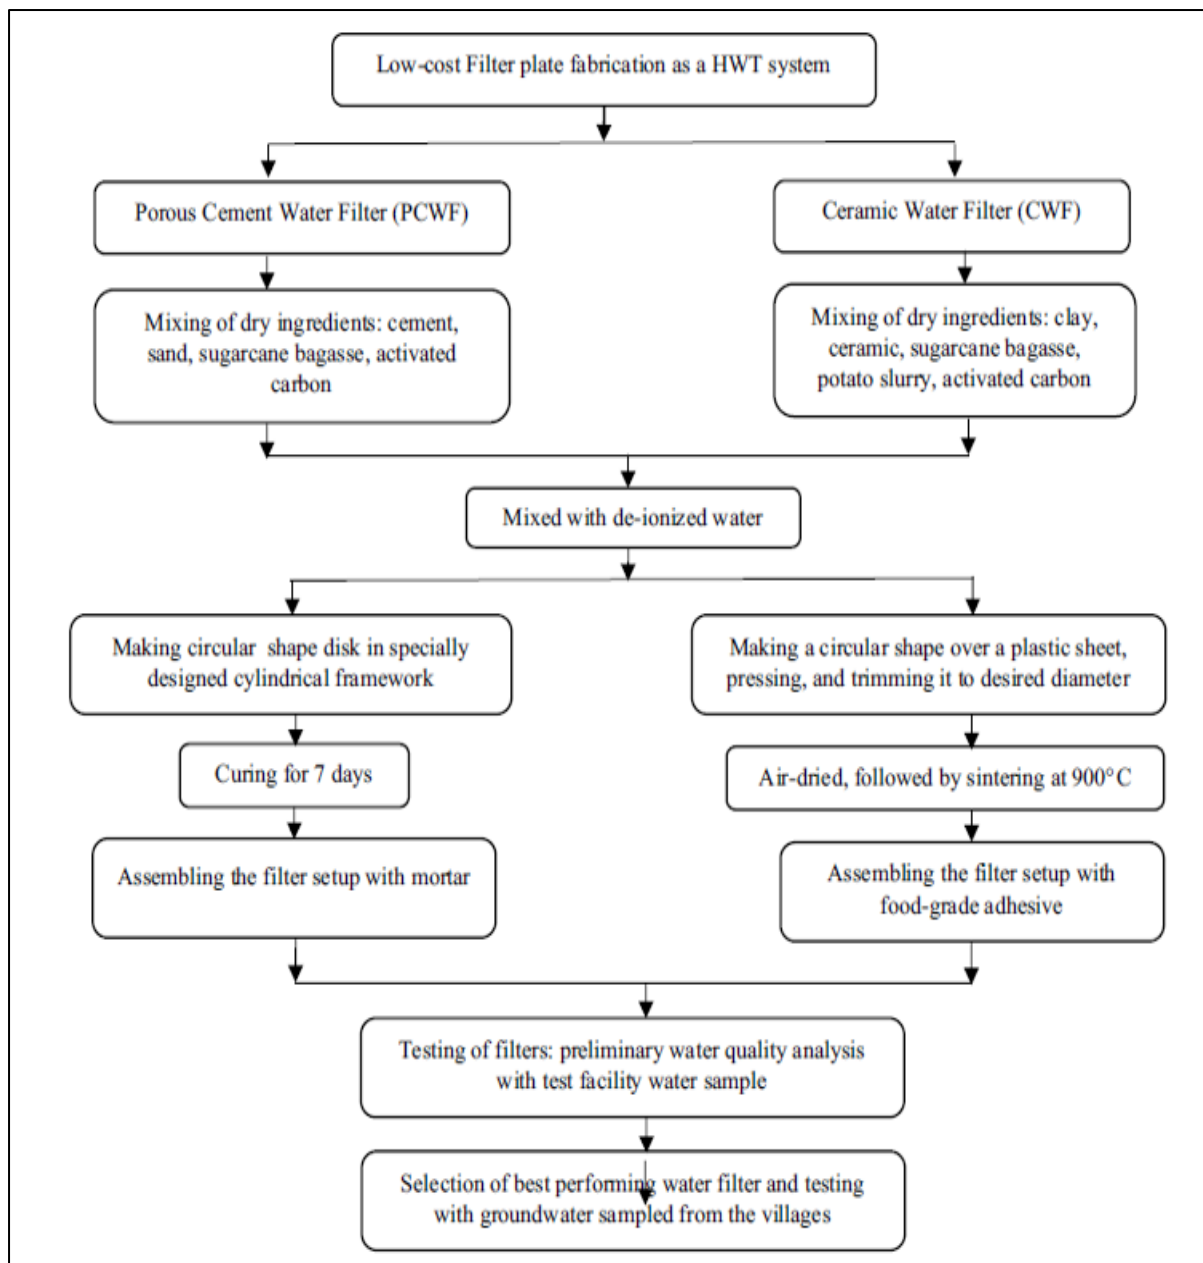 Low-cost Filter plate fabrication as a HWT system
Porous Cement Water Filter (PCWF)
Ceramic Water Filter (CWF)
Mixing of dry ingredients: cement,
sand, sugarcane bagasse, activated
carbon
Mixing of dry ingredients: clay,
ceramic, sugarcane bagasse,
potato slurry, activated carbon
Mixed with de-ionized water
Making circular shape disk in specially
designed cylindrical framework
Making a circular shape over a plastic sheet,
pressing, and trimming it to desired diameter
Curing for 7 days
Air-dried, followed by sintering at 900°C
Assembling the filter setup with mortar
Assembling the filter setup with
food-grade adhesive
Testing of filters: preliminary water quality analysis
with test facility water sample
Selection of best performing water filter and testing
with groundwater sampled from the villages